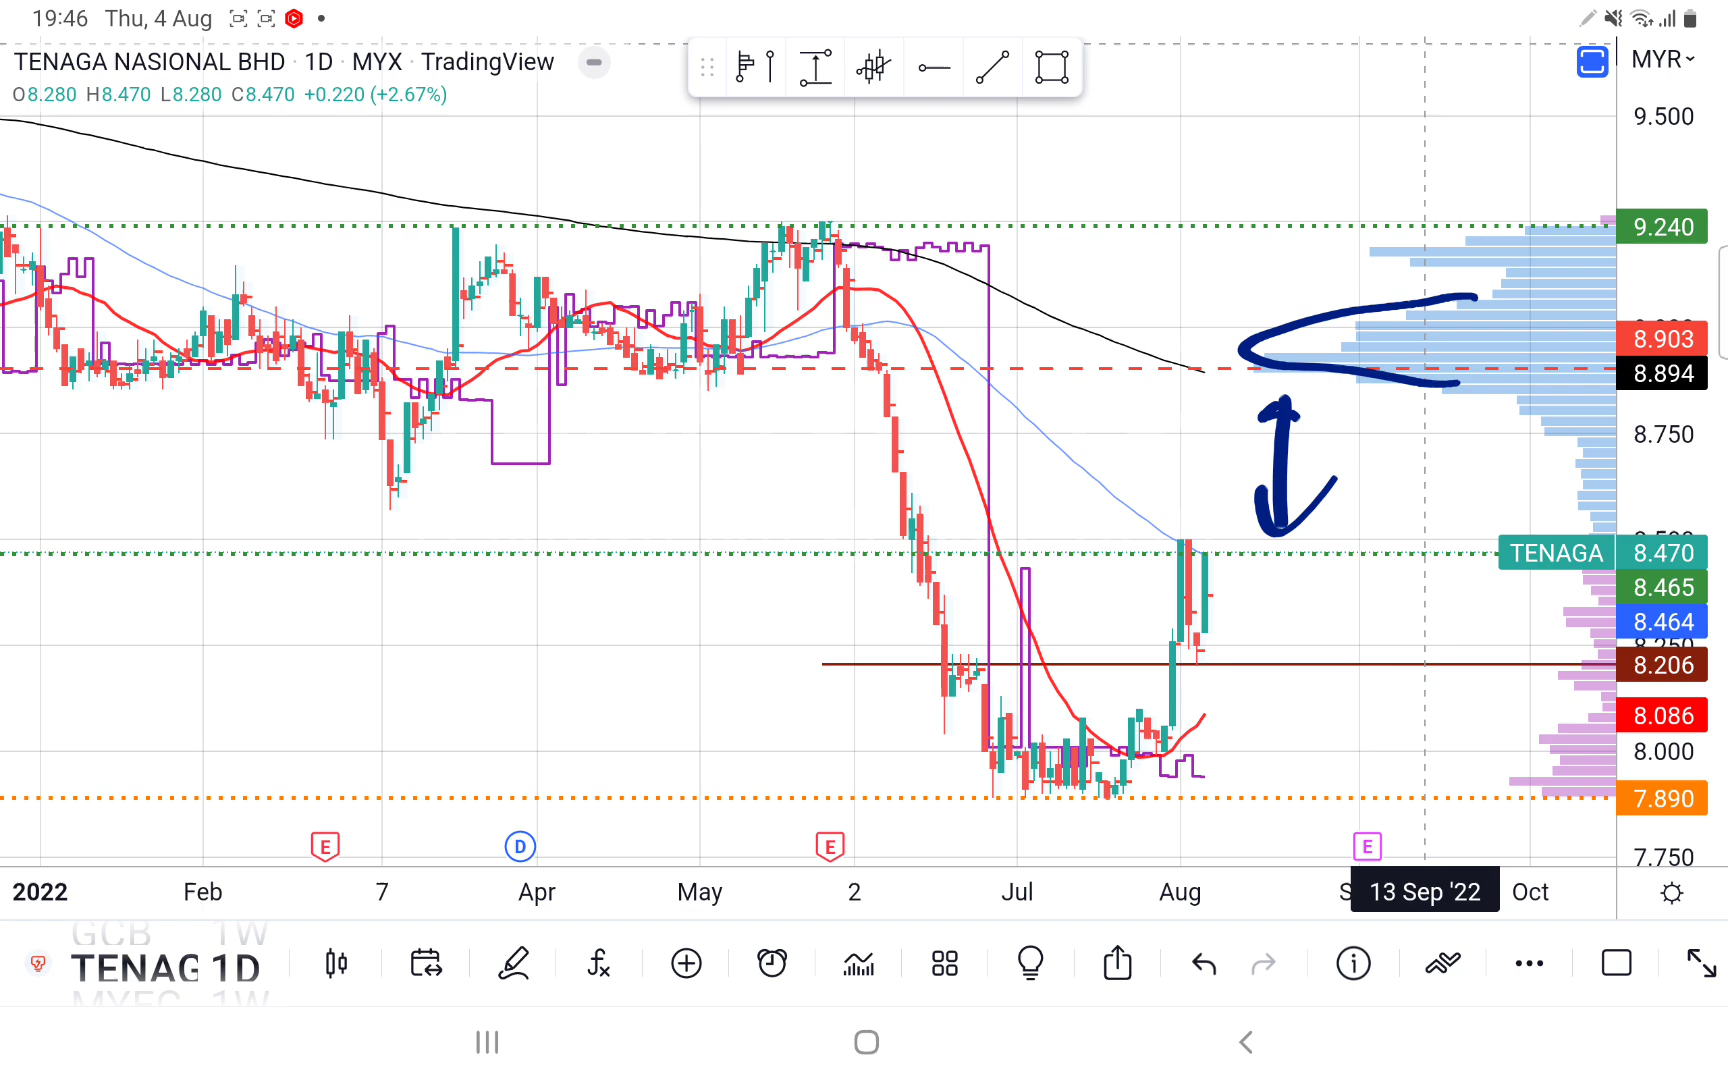 19:46 Thu, 4 Aug
TENAGA NASIONAL BHD · 1D · MYX · TradingView
MYR
O8.280 H8.470 L8.280 C8.470 +0.220 (+2.67%)
9.500
9.240
8.903
8.894
8.750
TENAGA 8.470
8.465
8.464
8.206
8.086
8.000
7.890
7.750
E D E E
2022 Feb 7 Apr May 2 Jul Aug 13 Sep '22 Oct
GCB 1W
TENAG 1D